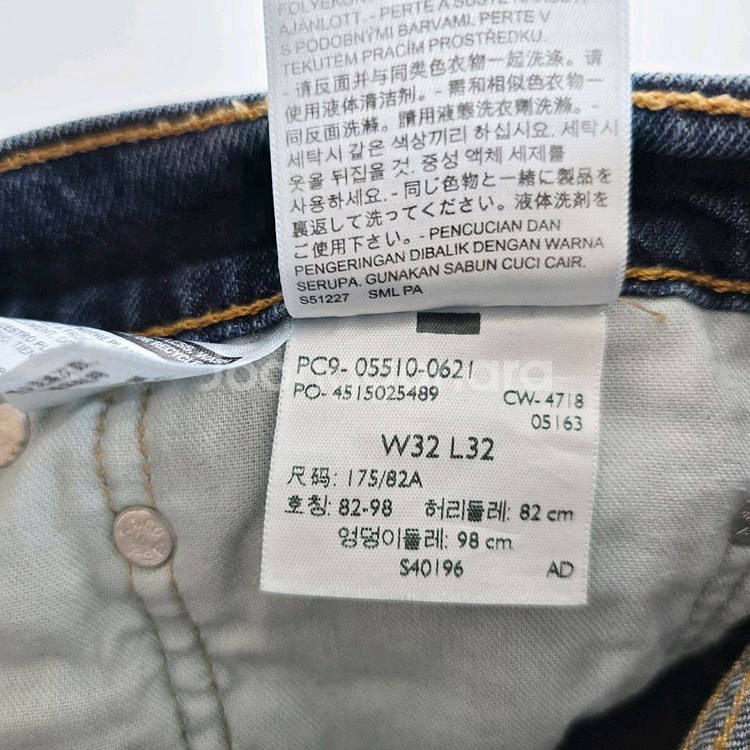 FOLYÉKO
AJÁNLOTT. - PERTE A SUŠTE NA
S PODOBNÝMI BARVAMI. PERTE V
TEKUTÉM PRACÍM PROSTŘEDKU.
- 请反面并与同类色衣物一起洗涤。请
使用液体清洁剂。- 需和相似色衣物一
同反面洗滌。請用液態洗衣劑洗滌。-
세탁시 같은 색상끼리 하십시요. 세탁시
옷을 뒤집을 것. 중성 액체 세제를
사용하세요. - 同じ色物と一緒に製品を
裏返して洗ってください。液体洗剤を
ご使用下さい。- PENCUCIAN DAN
PENGERINGAN DIBALIK DENGAN WARNA
SERUPA. GUNAKAN SABUN CUCI CAIR.
S51227 SML PA
PC9- 05510-0621
PO- 4515025489 CW- 4718
05163
W32 L32
尺码: 175/82A
호칭: 82-98 허리둘레: 82 cm
엉덩이둘레: 98 cm
S40196 AD